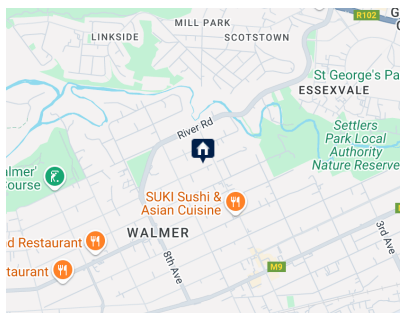 MILL PARK
R102
G
LINKSIDE
SCOTSTOWN
St George's Pa
ESSEXVALE
River Rd
Settlers
Park Local
Authority
Nature Reserve
almer'
ourse
SUKI Sushi &
Asian Cuisine
3rd Ave
WALMER
d Restaurant
8th Ave
taurant
M9